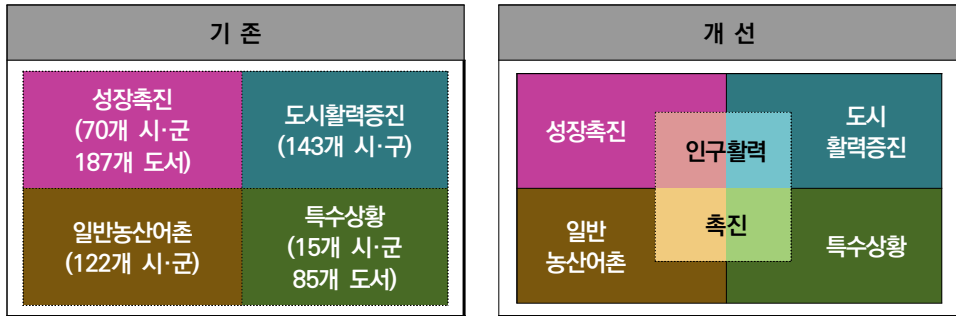 기 존
성장촉진
(70개 시·군
187개 도서)
도시활력증진
(143개 시·구)
일반농산어촌
(122개 시·군)
특수상황
(15개 시·군
85개 도서)
개 선
성장촉진
도시
활력증진
인구활력
촉진
일반
농산어촌
특수상황